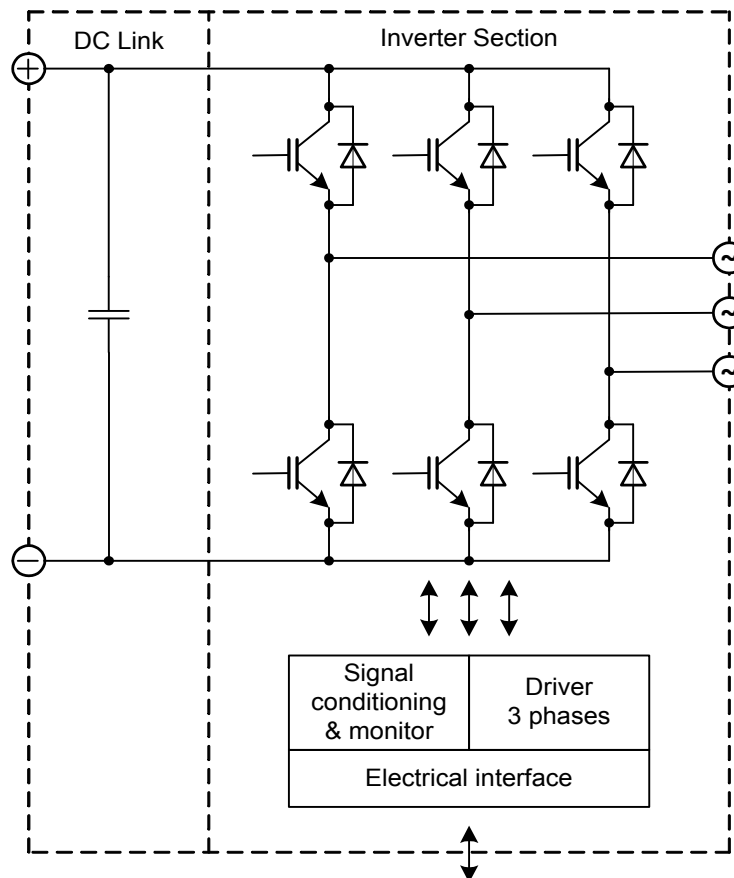 DC Link
Inverter Section
+
~
~
~
−
Signal
conditioning
& monitor
Driver
3 phases
Electrical interface